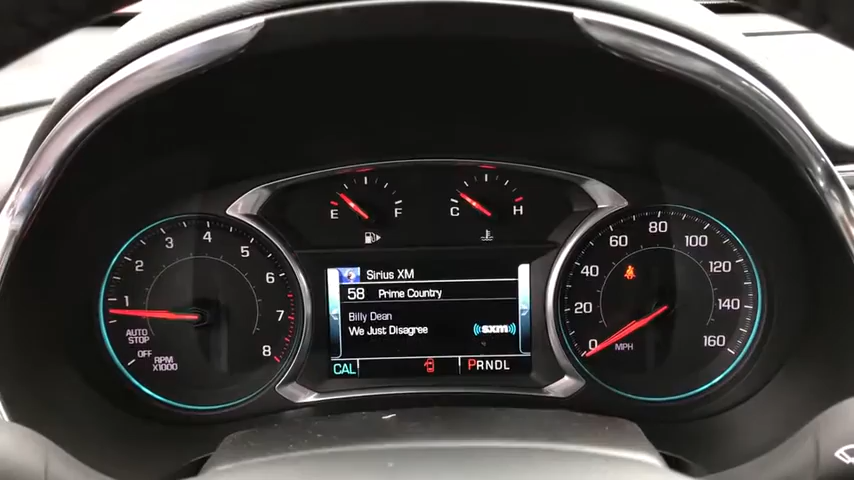 E F
C H
1 2 3 4 5 6 7 8
AUTO
STOP
OFF
RPM
X1000
Sirius XM
58 Prime Country
Billy Dean
We Just Disagree
((sxm))
CAL
PRNDL
0 20 40 60 80 100 120 140 160
MPH